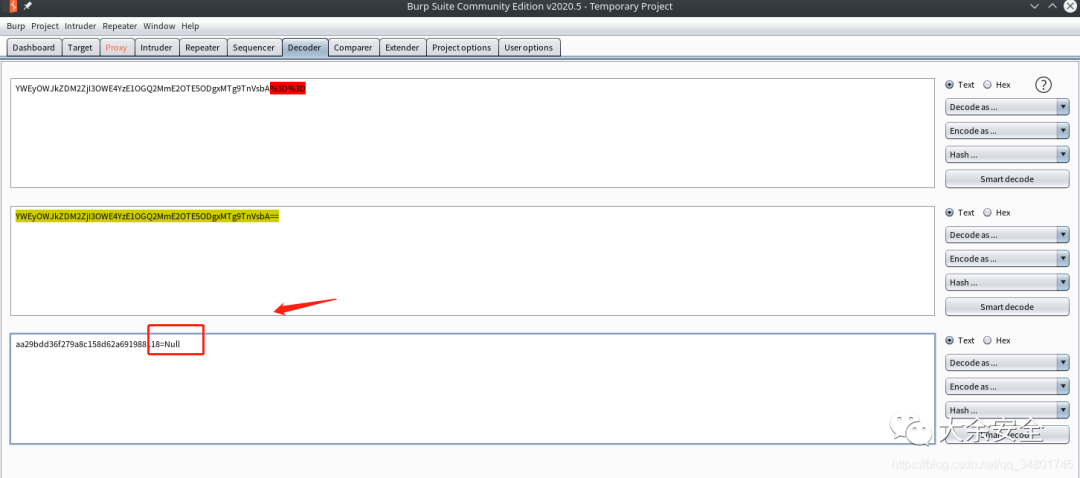 Burp Suite Community Edition v2020.5 - Temporary Project
Burp Project Intruder Repeater Window Help
Dashboard Target Proxy Intruder Repeater Sequencer Decoder Comparer Extender Project options User options
YWEyOWJkZDM2ZjI3OWE4YzE1OGQ2MmE2OTE5ODgxMTg9TnVsbA%3D%3D
Text Hex ?
Decode as ...
Encode as ...
Hash ...
Smart decode
YWEyOWJkZDM2ZjI3OWE4YzE1OGQ2MmE2OTE5ODgxMTg9TnVsbA==
Text Hex
Decode as ...
Encode as ...
Hash ...
Smart decode
aa29bdd36f279a8c158d62a691988118=Null
Text Hex
Decode as ...
Encode as ...
Hash ...
Smart decode
大余安全
https://blog.csdn.net/qq_34801745